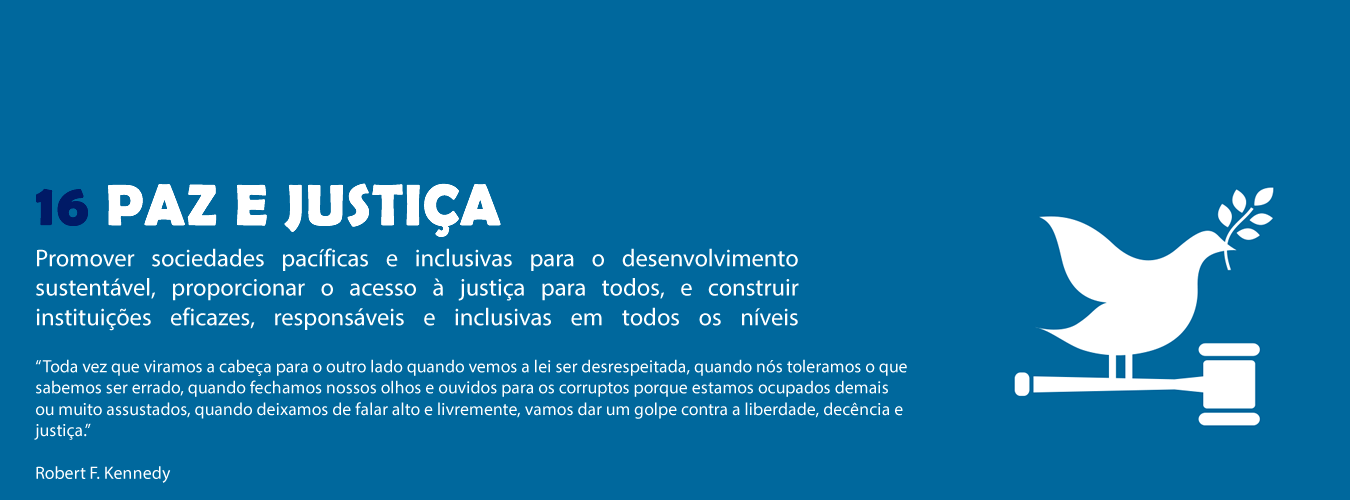 16 PAZ E JUSTIÇA
Promover sociedades pacíficas e inclusivas para o desenvolvimento
sustentável, proporcionar o acesso à justiça para todos, e construir
instituições eficazes, responsáveis e inclusivas em todos os níveis
“Toda vez que viramos a cabeça para o outro lado quando vemos a lei ser desrespeitada, quando nós toleramos o que
sabemos ser errado, quando fechamos nossos olhos e ouvidos para os corruptos porque estamos ocupados demais
ou muito assustados, quando deixamos de falar alto e livremente, vamos dar um golpe contra a liberdade, decência e
justiça.”
Robert F. Kennedy